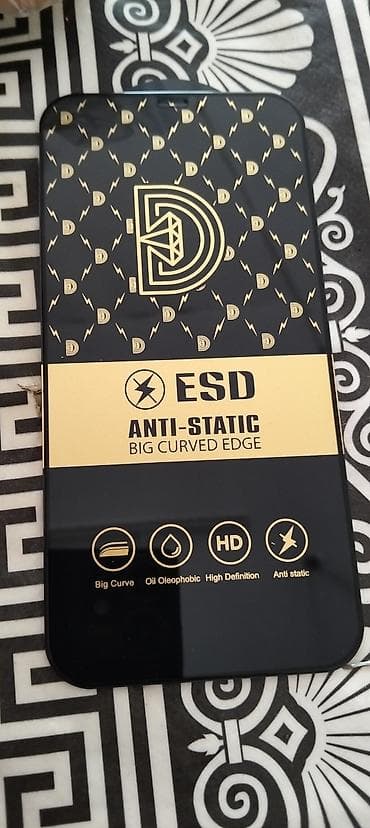 D
ESD
ANTI-STATIC
BIG CURVED EDGE
HD
Big Curve Oil Oleophobic High Definition Anti static